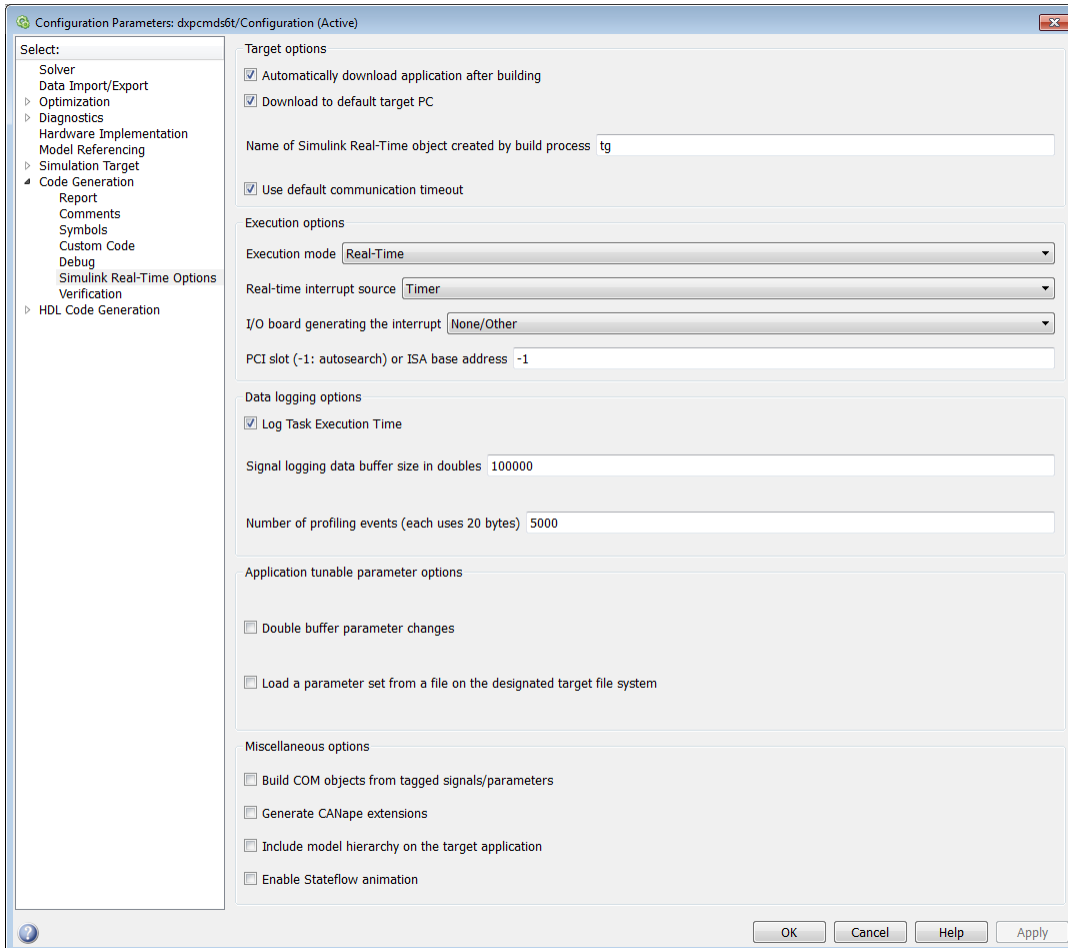 Configuration Parameters: dxpcmds6t/Configuration (Active)
Select:
Solver
Data Import/Export
Optimization
Diagnostics
Hardware Implementation
Model Referencing
Simulation Target
Code Generation
Report
Comments
Symbols
Custom Code
Debug
Simulink Real-Time Options
Verification
HDL Code Generation
Target options
Automatically download application after building
Download to default target PC
Name of Simulink Real-Time object created by build process tg
Use default communication timeout
Execution options
Execution mode Real-Time
Real-time interrupt source Timer
I/O board generating the interrupt None/Other
PCI slot (-1: autosearch) or ISA base address -1
Data logging options
Log Task Execution Time
Signal logging data buffer size in doubles 100000
Number of profiling events (each uses 20 bytes) 5000
Application tunable parameter options
Double buffer parameter changes
Load a parameter set from a file on the designated target file system
Miscellaneous options
Build COM objects from tagged signals/parameters
Generate CANape extensions
Include model hierarchy on the target application
Enable Stateflow animation
? OK Cancel Help Apply